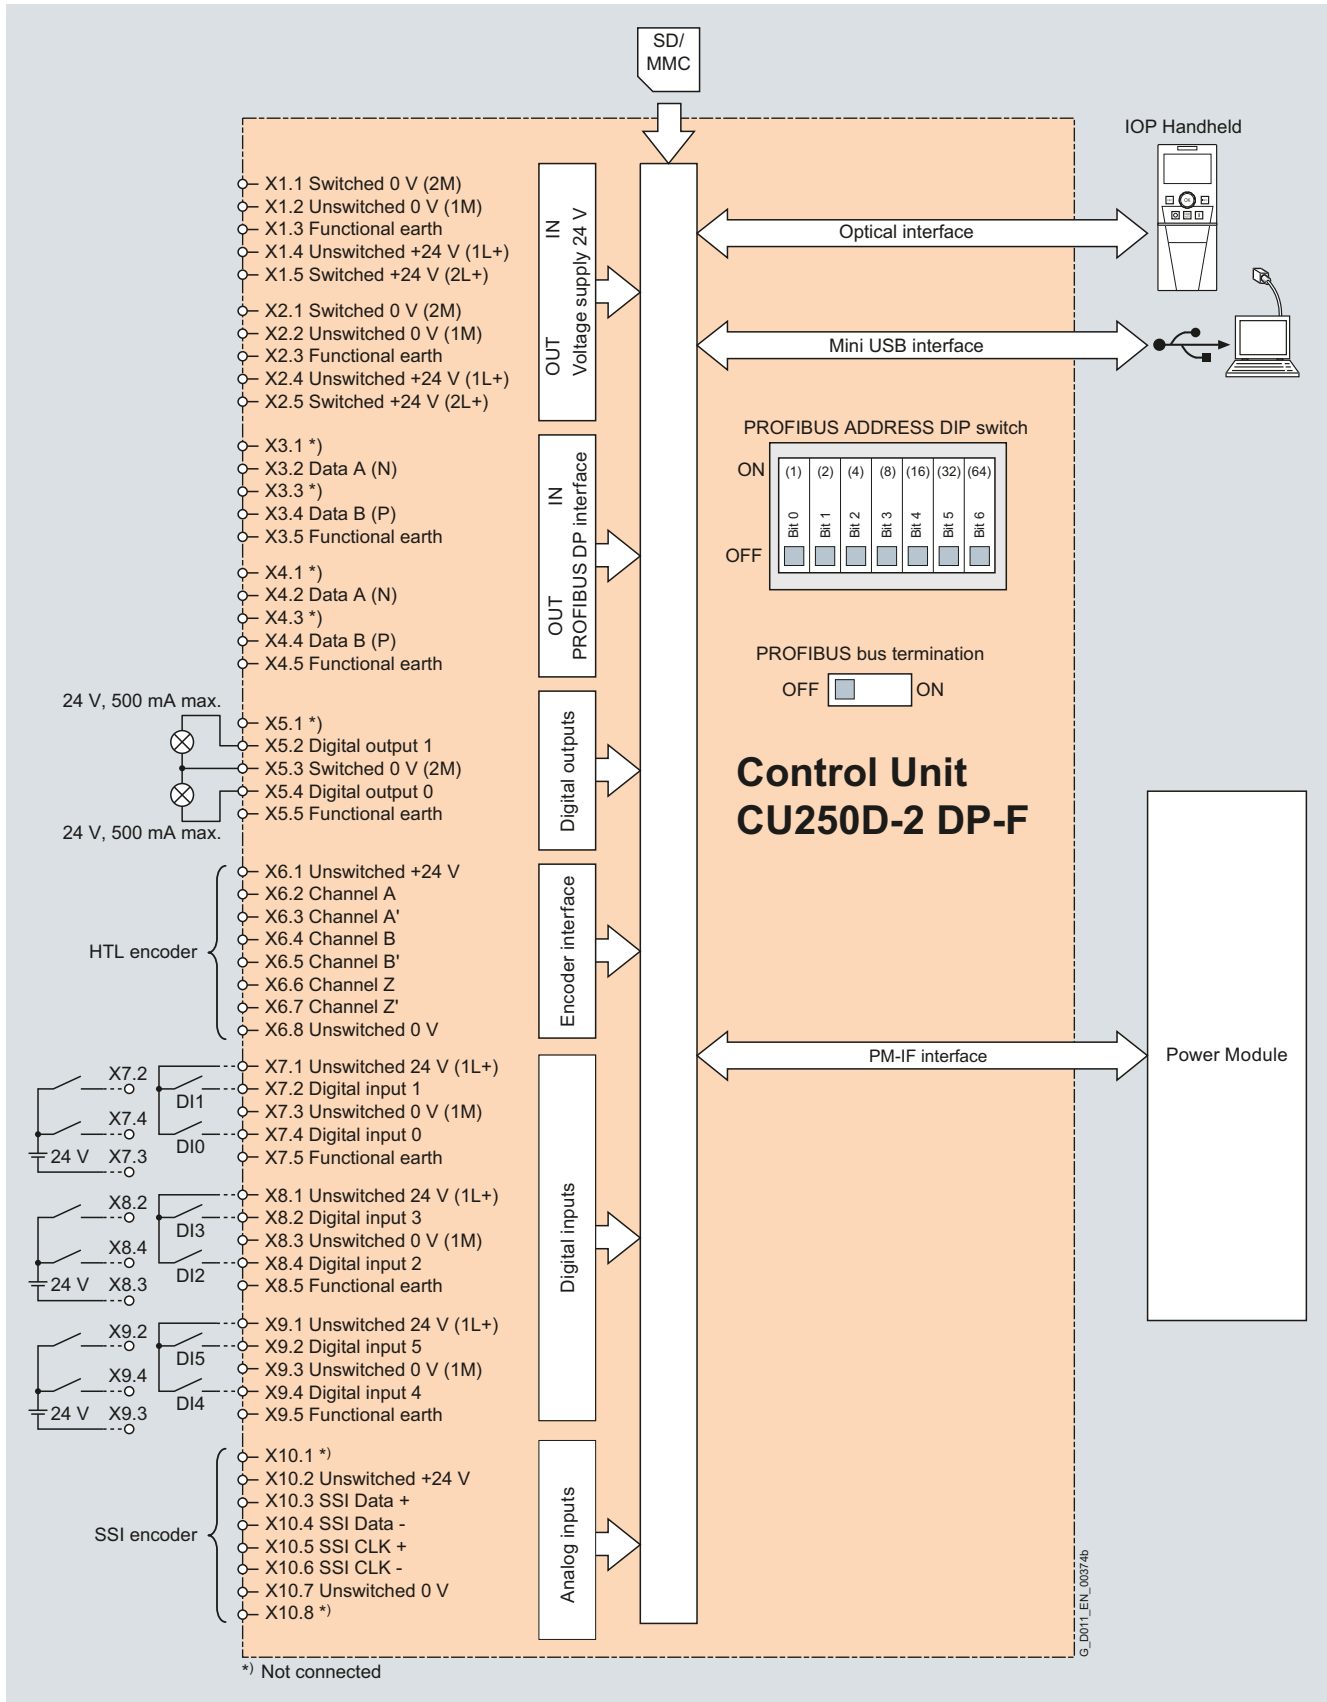 SD/
MMC
IOP Handheld
X1.1 Switched 0 V (2M)
X1.2 Unswitched 0 V (1M)
X1.3 Functional earth
X1.4 Unswitched +24 V (1L+)
X1.5 Switched +24 V (2L+)
X2.1 Switched 0 V (2M)
X2.2 Unswitched 0 V (1M)
X2.3 Functional earth
X2.4 Unswitched +24 V (1L+)
X2.5 Switched +24 V (2L+)
OUT IN
Voltage supply 24 V
Optical interface
OK
Mini USB interface
X3.1 *)
X3.2 Data A (N)
X3.3 *)
X3.4 Data B (P)
X3.5 Functional earth
X4.1 *)
X4.2 Data A (N)
X4.3 *)
X4.4 Data B (P)
X4.5 Functional earth
OUT IN
PROFIBUS DP interface
PROFIBUS ADDRESS DIP switch
ON
(1) (2) (4) (8) (16) (32) (64)
Bit 0 Bit 1 Bit 2 Bit 3 Bit 4 Bit 5 Bit 6
OFF
PROFIBUS bus termination
OFF ON
24 V, 500 mA max.
X5.1 *)
X5.2 Digital output 1
X5.3 Switched 0 V (2M)
X5.4 Digital output 0
X5.5 Functional earth
24 V, 500 mA max.
Digital outputs
Control Unit
CU250D-2 DP-F
HTL encoder
X6.1 Unswitched +24 V
X6.2 Channel A
X6.3 Channel A'
X6.4 Channel B
X6.5 Channel B'
X6.6 Channel Z
X6.7 Channel Z'
X6.8 Unswitched 0 V
Encoder interface
PM-IF interface
Power Module
X7.2
X7.4
24 V X7.3
DI1
DI0
X7.1 Unswitched 24 V (1L+)
X7.2 Digital input 1
X7.3 Unswitched 0 V (1M)
X7.4 Digital input 0
X7.5 Functional earth
X8.2
X8.4
24 V X8.3
DI3
DI2
X8.1 Unswitched 24 V (1L+)
X8.2 Digital input 3
X8.3 Unswitched 0 V (1M)
X8.4 Digital input 2
X8.5 Functional earth
Digital inputs
X9.2
X9.4
24 V X9.3
DI5
DI4
X9.1 Unswitched 24 V (1L+)
X9.2 Digital input 5
X9.3 Unswitched 0 V (1M)
X9.4 Digital input 4
X9.5 Functional earth
SSI encoder
X10.1 *)
X10.2 Unswitched +24 V
X10.3 SSI Data +
X10.4 SSI Data -
X10.5 SSI CLK +
X10.6 SSI CLK -
X10.7 Unswitched 0 V
X10.8 *)
Analog inputs
G_D011_EN_00374b
*) Not connected